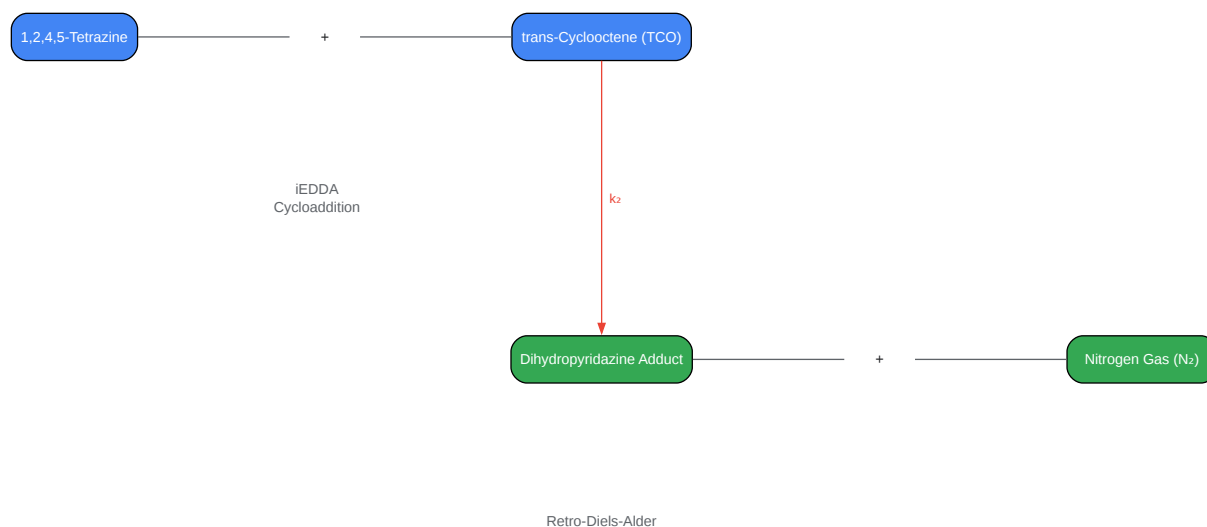 1,2,4,5-Tetrazine
+
trans-Cyclooctene (TCO)
iEDDA
Cycloaddition
k₂
Dihydropyridazine Adduct
+
Nitrogen Gas (N₂)
Retro-Diels-Alder